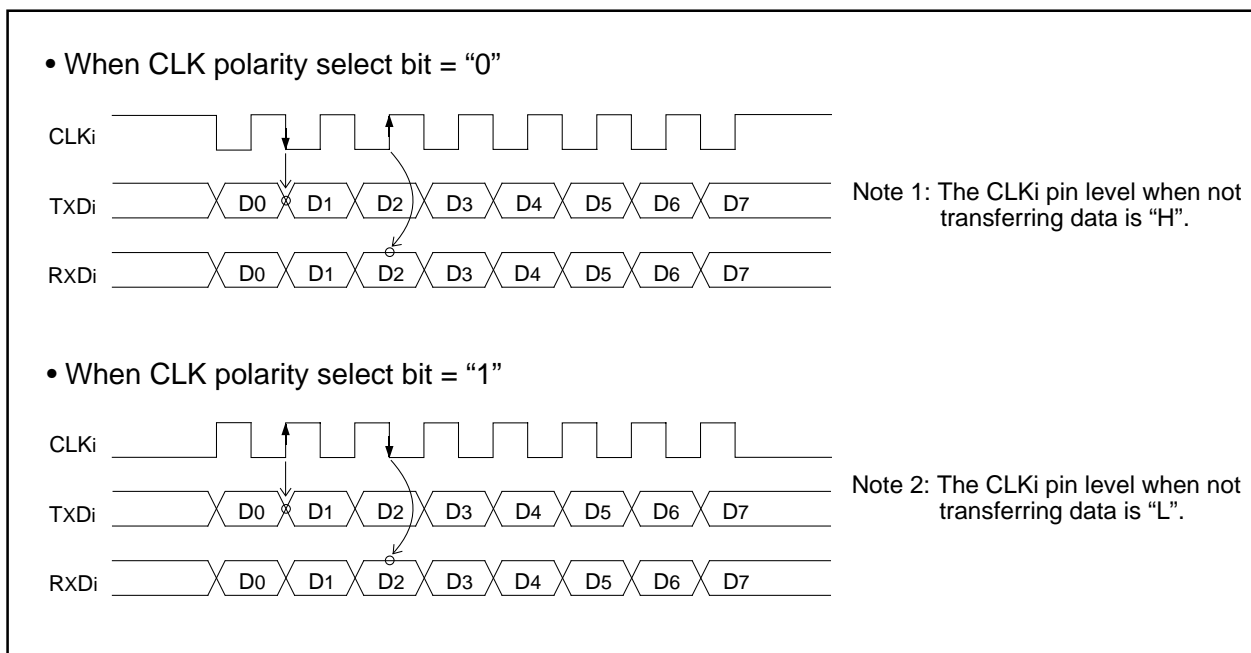 • When CLK polarity select bit = “0”
CLKi
TXDi D0 D1 D2 D3 D4 D5 D6 D7
RXDi D0 D1 D2 D3 D4 D5 D6 D7
Note 1: The CLKi pin level when not
transferring data is “H”.
• When CLK polarity select bit = “1”
CLKi
TXDi D0 D1 D2 D3 D4 D5 D6 D7
RXDi D0 D1 D2 D3 D4 D5 D6 D7
Note 2: The CLKi pin level when not
transferring data is “L”.